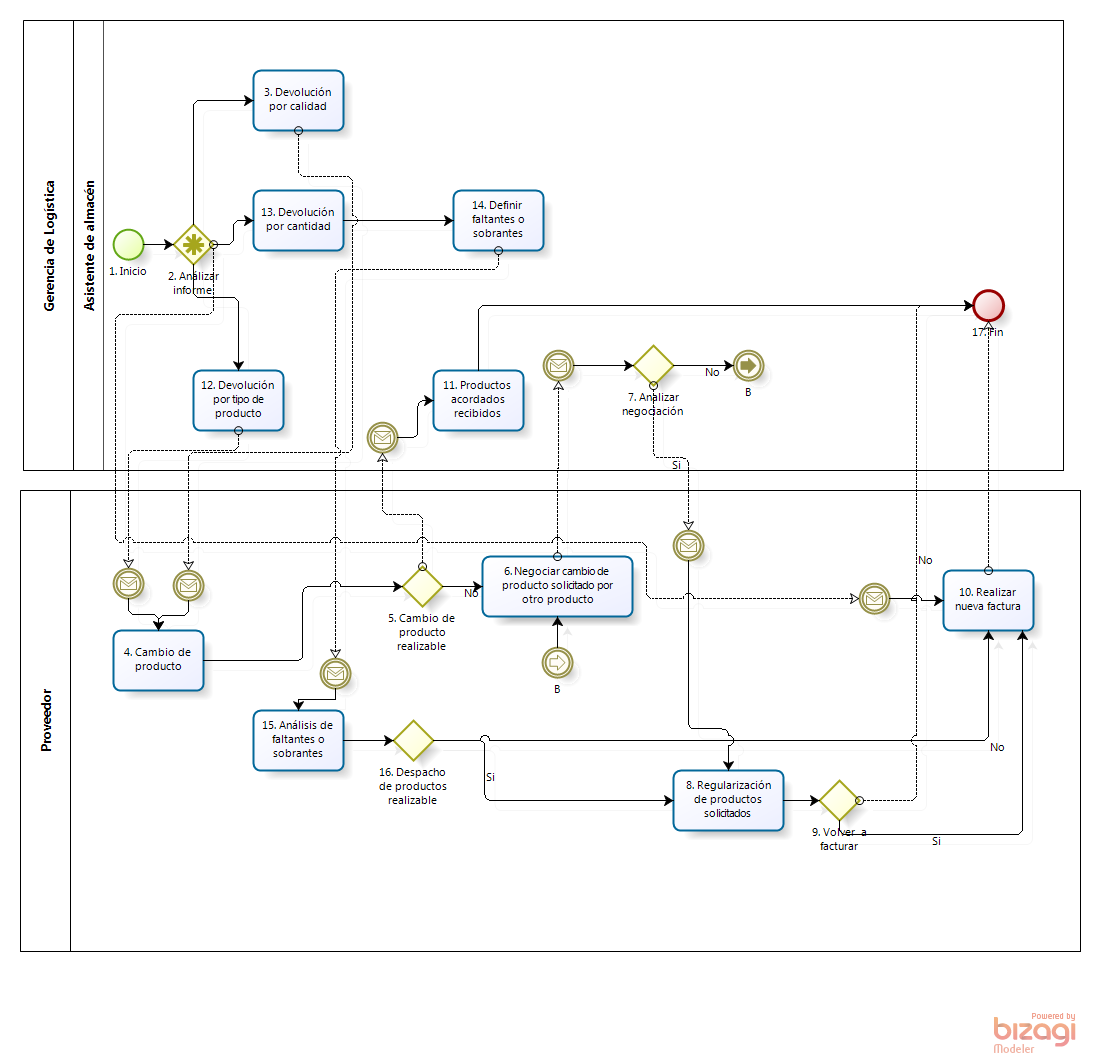 Gerencia de Logística
Asistente de almacén
3. Devolución
por calidad
13. Devolución
por cantidad
14. Definir
faltantes o
sobrantes
1. Inicio
2. Analizar
informe
17. Fin
12. Devolución
por tipo de
producto
11. Productos
acordados
recibidos
7. Analizar
negociación
No
B
Si
Proveedor
6. Negociar cambio de
producto solicitado por
otro producto
No
5. Cambio de
producto
realizable
No
10. Realizar
nueva factura
4. Cambio de
producto
B
15. Análisis de
faltantes o
sobrantes
16. Despacho
de productos
realizable
Si
No
8. Regularización
de productos
solicitados
9. Volver a
facturar
Si
Powered by
bizagi
Modeler